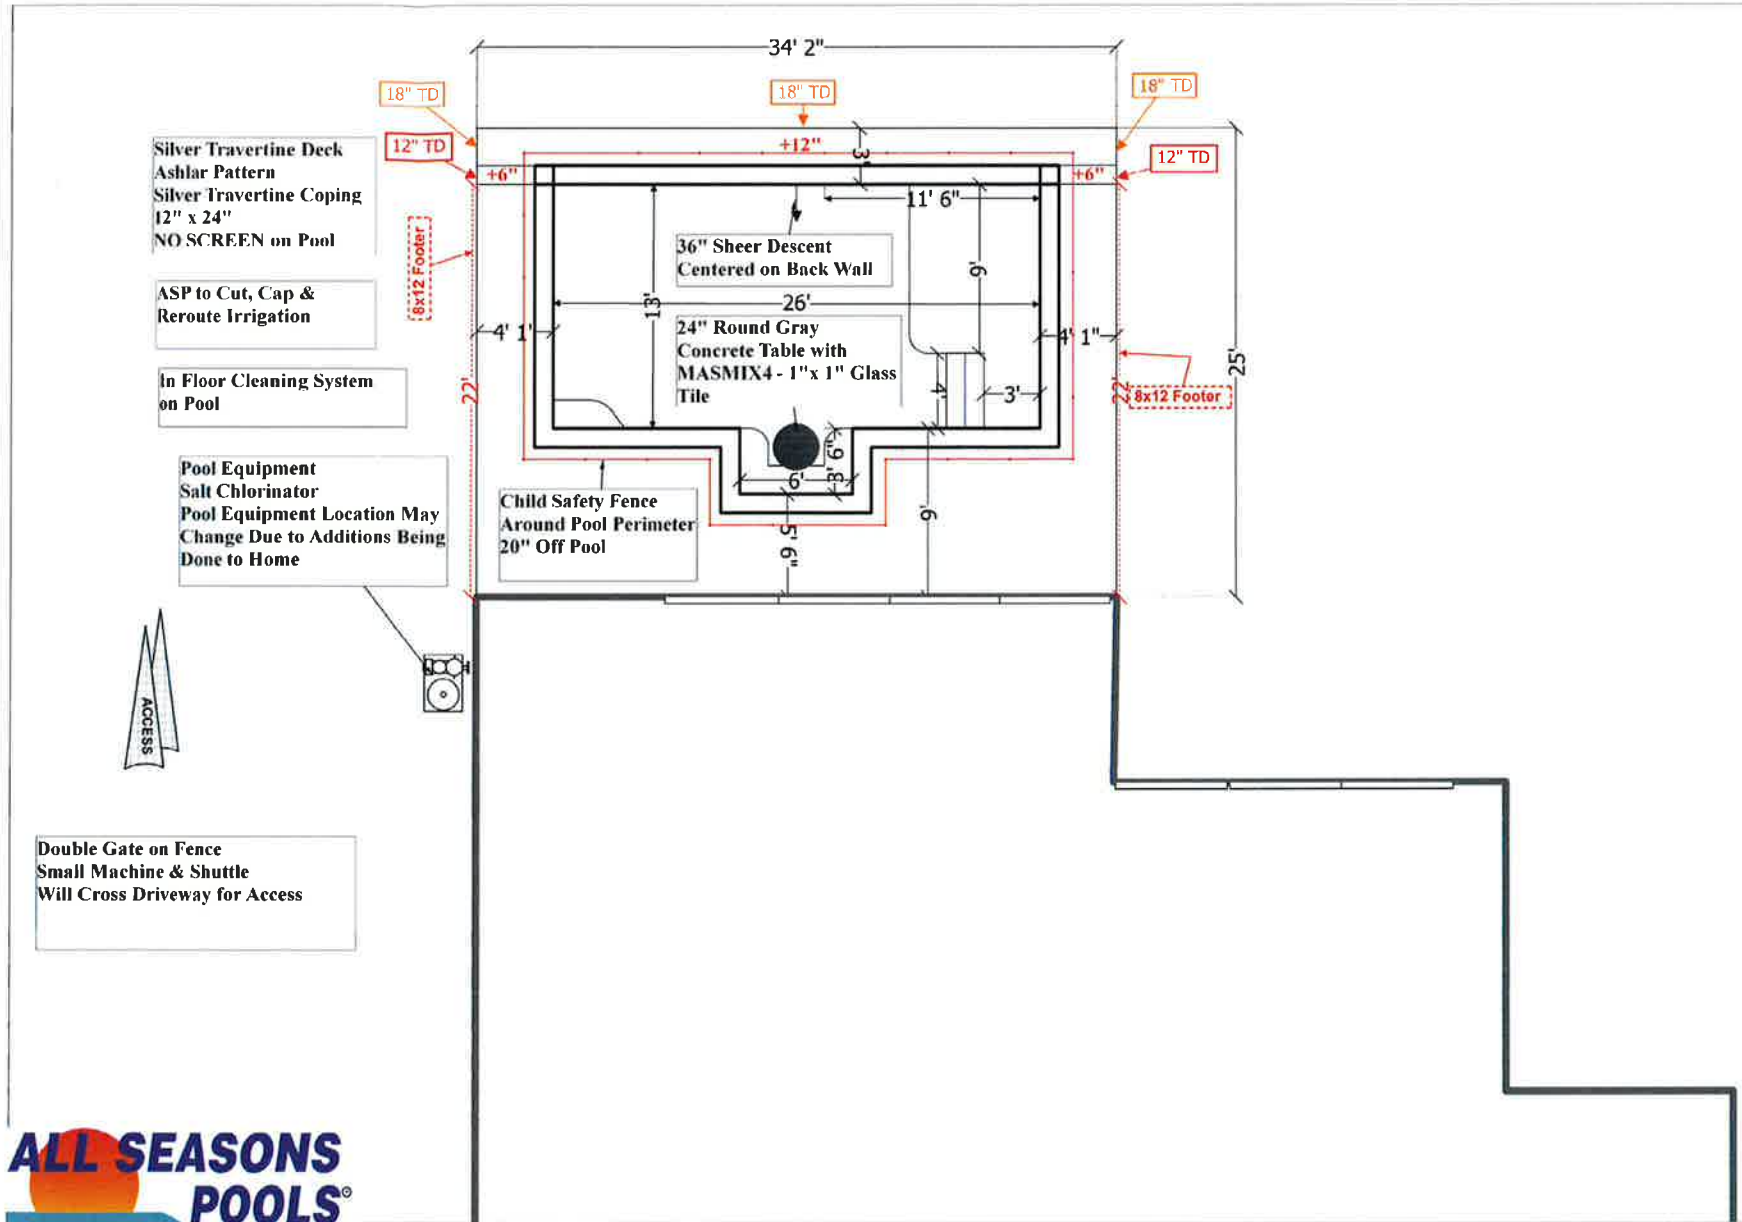 34' 2"
18" TD
18" TD
18" TD
12" TD
12" TD
+12"
3'
+6"
+6"
Silver Travertine Deck
Ashlar Pattern
Silver Travertine Coping
12" x 24"
NO SCREEN on Pool
11' 6"
8x12 Footer
36" Sheer Descent
Centered on Back Wall
9'
ASP to Cut, Cap &
Reroute Irrigation
13'
26'
4' 1"
4' 1"
24" Round Gray
Concrete Table with
MASMIX4 - 1"x 1" Glass
Tile
25'
In Floor Cleaning System
on Pool
22'
4'
3'
22'
8x12 Footer
3' 6"
6'
Pool Equipment
Salt Chlorinator
Pool Equipment Location May
Change Due to Additions Being
Done to Home
Child Safety Fence
Around Pool Perimeter
20" Off Pool
5' 6"
9'
ACCESS
Double Gate on Fence
Small Machine & Shuttle
Will Cross Driveway for Access
ALL SEASONS
POOLS®